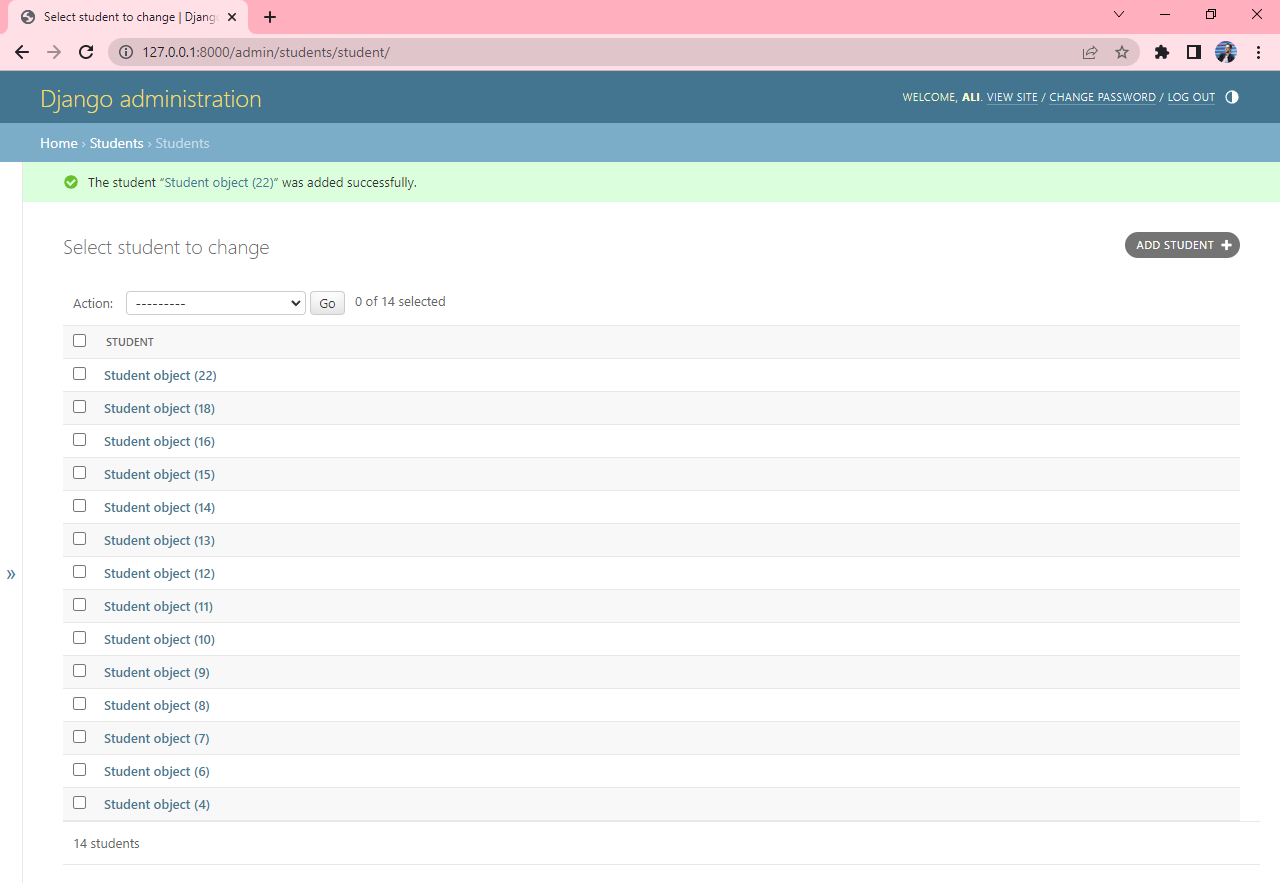 Select student to change | Djang
127.0.0.1:8000/admin/students/student/
Django administration
WELCOME, ALI. VIEW SITE / CHANGE PASSWORD / LOG OUT
Home › Students › Students
The student “Student object (22)” was added successfully.
Select student to change
ADD STUDENT +
Action: --------- Go 0 of 14 selected
STUDENT
Student object (22)
Student object (18)
Student object (16)
Student object (15)
Student object (14)
Student object (13)
Student object (12)
Student object (11)
Student object (10)
Student object (9)
Student object (8)
Student object (7)
»
Student object (6)
Student object (4)
14 students